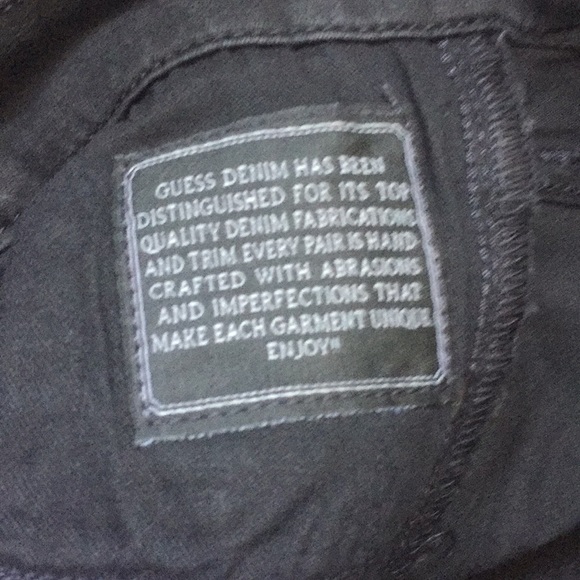 GUESS DENIM HAS BEEN
DISTINGUISHED FOR ITS TOP
QUALITY DENIM FABRICATIONS
AND TRIM EVERY PAIR IS HAND
CRAFTED WITH ABRASIONS
AND IMPERFECTIONS THAT
MAKE EACH GARMENT UNIQUE
ENJOY"